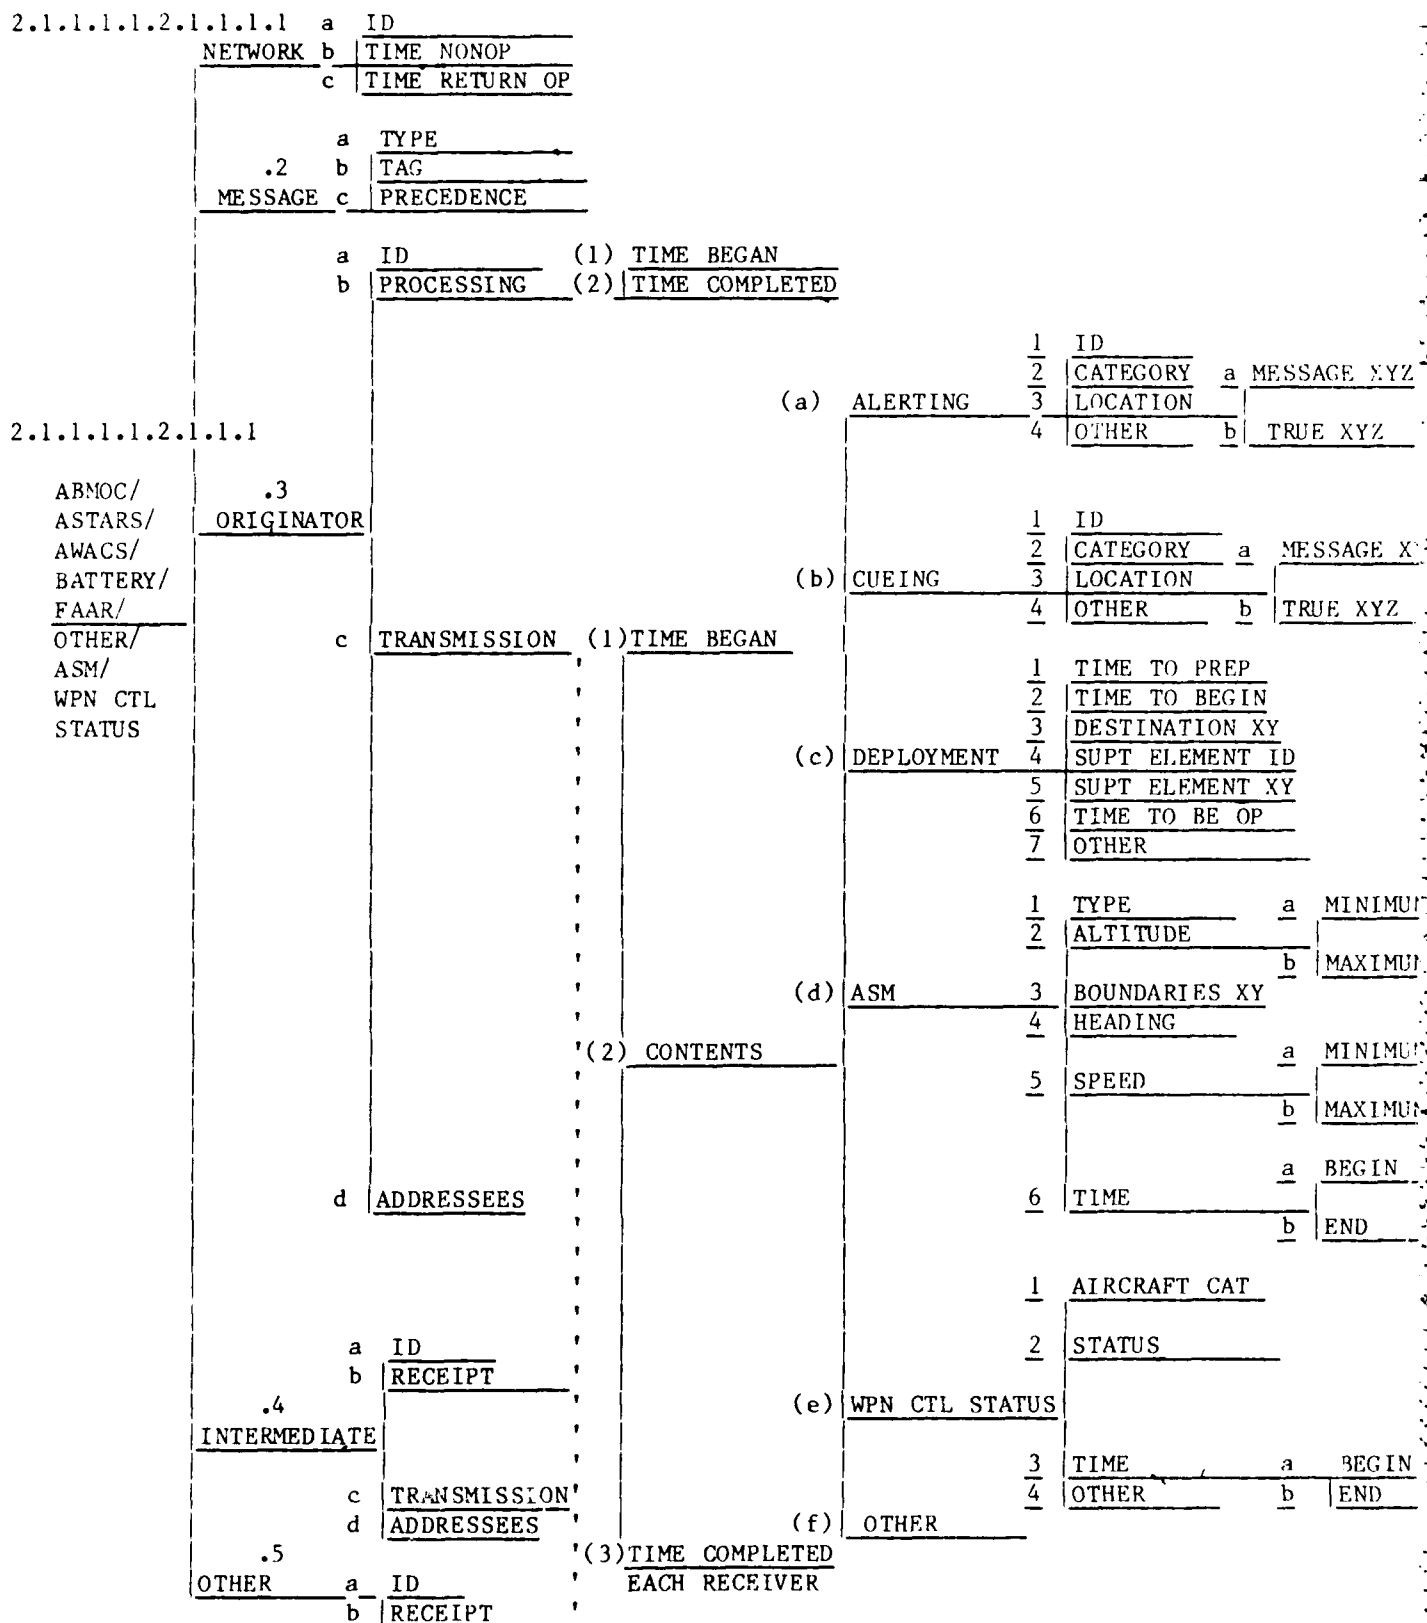 2.1.1.1.1.2.1.1.1.1 a ID
NETWORK b TIME NONOP
c TIME RETURN OP
a TYPE
.2 b TAG
MESSAGE c PRECEDENCE
a ID (1) TIME BEGAN
b PROCESSING (2) TIME COMPLETED
1 ID
2 CATEGORY a MESSAGE XYZ
(a) ALERTING 3 LOCATION
4 OTHER b TRUE XYZ
2.1.1.1.1.2.1.1.1
ABMOC/ .3
ASTARS/ ORIGINATOR
AWACS/
BATTERY/
FAAR/
OTHER/
ASM/
WPN CTL
STATUS
1 ID
2 CATEGORY a MESSAGE X
(b) CUEING 3 LOCATION
4 OTHER b TRUE XYZ
c TRANSMISSION (1) TIME BEGAN
1 TIME TO PREP
2 TIME TO BEGIN
3 DESTINATION XY
(c) DEPLOYMENT 4 SUPT ELEMENT ID
5 SUPT ELEMENT XY
6 TIME TO BE OP
7 OTHER
1 TYPE a MINIMUM
2 ALTITUDE
b MAXIMUM
(d) ASM 3 BOUNDARIES XY
4 HEADING
(2) CONTENTS
a MINIMUM
5 SPEED
b MAXIMUM
a BEGIN
d ADDRESSEES 6 TIME
b END
1 AIRCRAFT CAT
a ID 2 STATUS
b RECEIPT
.4 (e) WPN CTL STATUS
INTERMEDIATE
3 TIME a BEGIN
c TRANSMISSION 4 OTHER b END
d ADDRESSEES (f) OTHER
.5 (3) TIME COMPLETED
OTHER a ID EACH RECEIVER
b RECEIPT